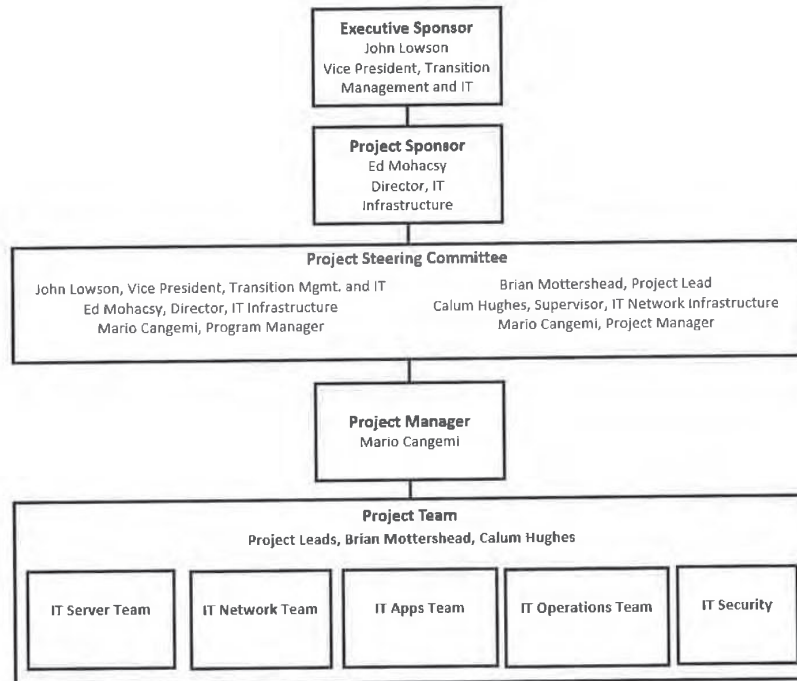 Executive Sponsor
John Lowson
Vice President, Transition
Management and IT
Project Sponsor
Ed Mohacsy
Director, IT
Infrastructure
Project Steering Committee
John Lowson, Vice President, Transition Mgmt. and IT
Ed Mohacsy, Director, IT Infrastructure
Mario Cangemi, Program Manager
Brian Mottershead, Project Lead
Calum Hughes, Supervisor, IT Network Infrastructure
Mario Cangemi, Project Manager
Project Manager
Mario Cangemi
Project Team
Project Leads, Brian Mottershead, Calum Hughes
IT Server Team
IT Network Team
IT Apps Team
IT Operations Team
IT Security